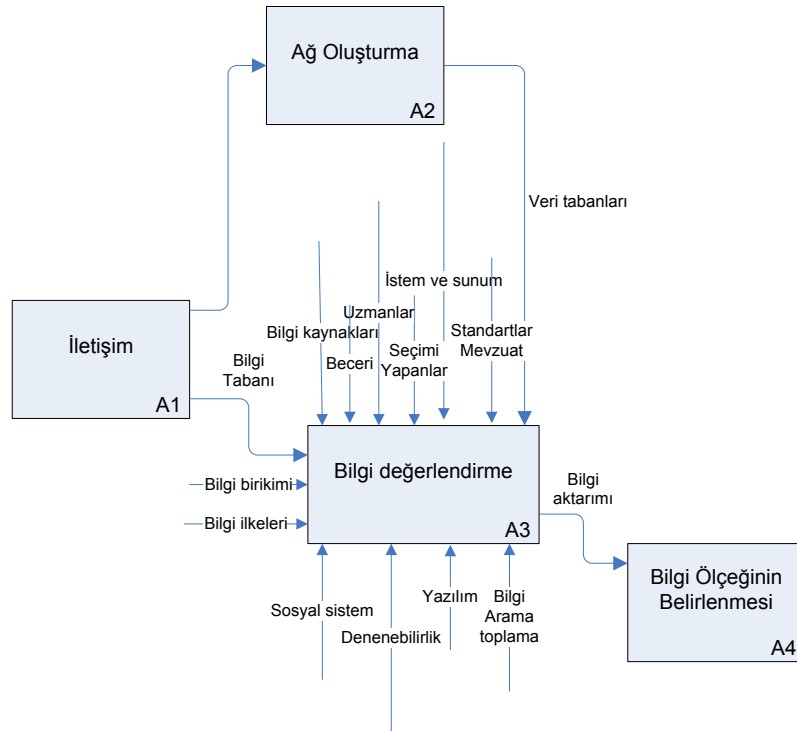 Ağ Oluşturma
A2
Veri tabanları
İstem ve sunum
Uzmanlar
Bilgi kaynakları
Standartlar
Mevzuat
Seçimi
Yapanlar
Beceri
İletişim
A1
Bilgi
Tabanı
Bilgi değerlendirme
A3
Bilgi birikimi
Bilgi ilkeleri
Bilgi
aktarımı
Bilgi Ölçeğinin
Belirlenmesi
A4
Sosyal sistem
Denenebilirlik
Yazılım
Bilgi
Arama
toplama